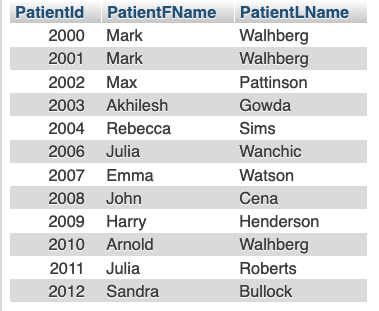 PatientId PatientFName PatientLName
2000 Mark Walhberg
2001 Mark Walhberg
2002 Max Pattinson
2003 Akhilesh Gowda
2004 Rebecca Sims
2006 Julia Wanchic
2007 Emma Watson
2008 John Cena
2009 Harry Henderson
2010 Arnold Walhberg
2011 Julia Roberts
2012 Sandra Bullock